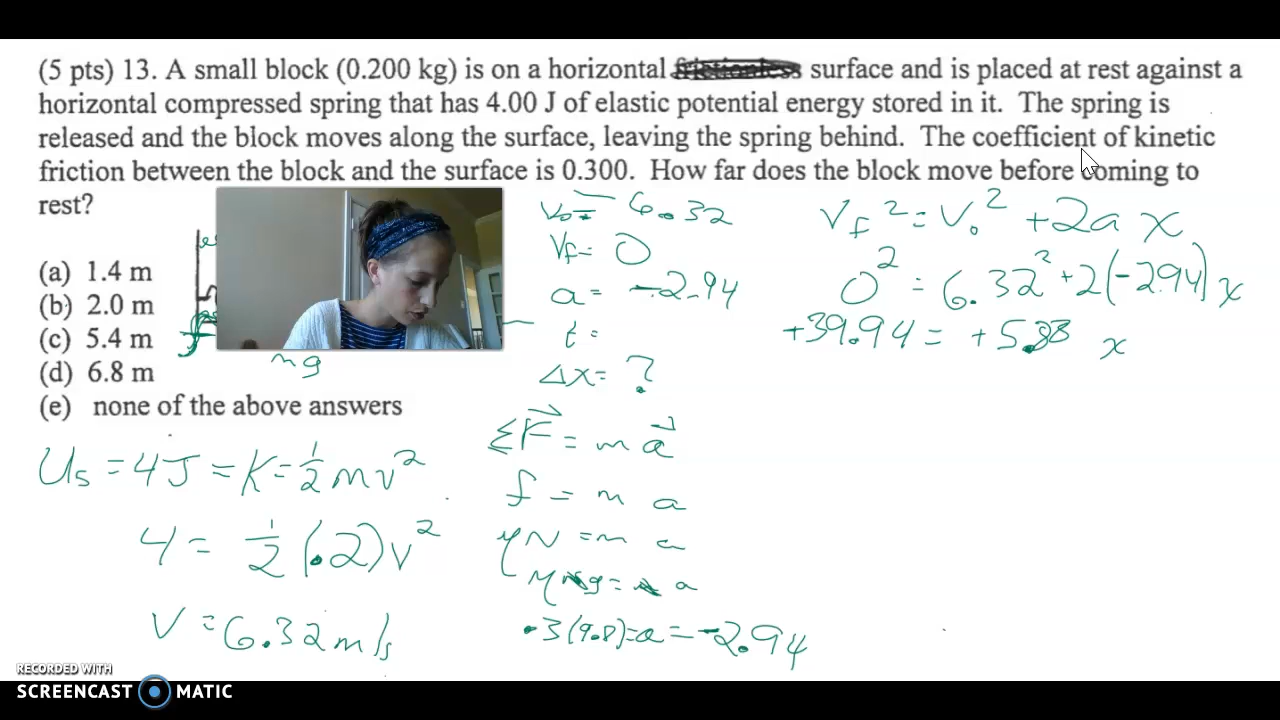 (5 pts) 13. A small block (0.200 kg) is on a horizontal frictionless surface and is placed at rest against a
horizontal compressed spring that has 4.00 J of elastic potential energy stored in it. The spring is
released and the block moves along the surface, leaving the spring behind. The coefficient of kinetic
friction between the block and the surface is 0.300. How far does the block move before coming to
rest?
(a) 1.4 m
(b) 2.0 m
(c) 5.4 m
(d) 6.8 m
(e) none of the above answers
mg
Us = 4J = K = 1/2 mv²
4 = 1/2 (.2) v²
v = 6.32 m/s
v₀ = 6.32
vf = 0
a = -2.94
t =
Δx = ?
ΣF = ma
f = m a
μN = m a
μmg = m a
.3(9.8) = a = -2.94
Vf² = V₀² + 2a x
0² = 6.32² + 2(-2.94) x
+39.94 = +5.88 x
RECORDED WITH
SCREENCAST MATIC